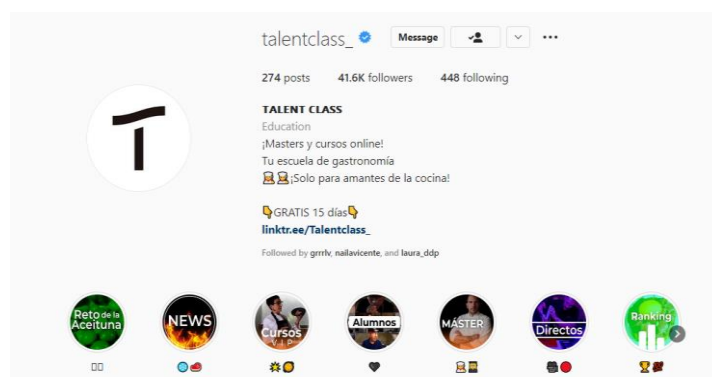 talentclass_
Message
274 posts 41.6K followers 448 following
TALENT CLASS
Education
¡Masters y cursos online!
Tu escuela de gastronomía
¡Solo para amantes de la cocina!
GRATIS 15 días
linktr.ee/Talentclass_
Followed by grrrlv, nailavicente, and laura_ddp
T
Reto de la
Aceituna
NEWS
Cursos
V.I.P
Alumnos
MÁSTER
Directos
Ranking